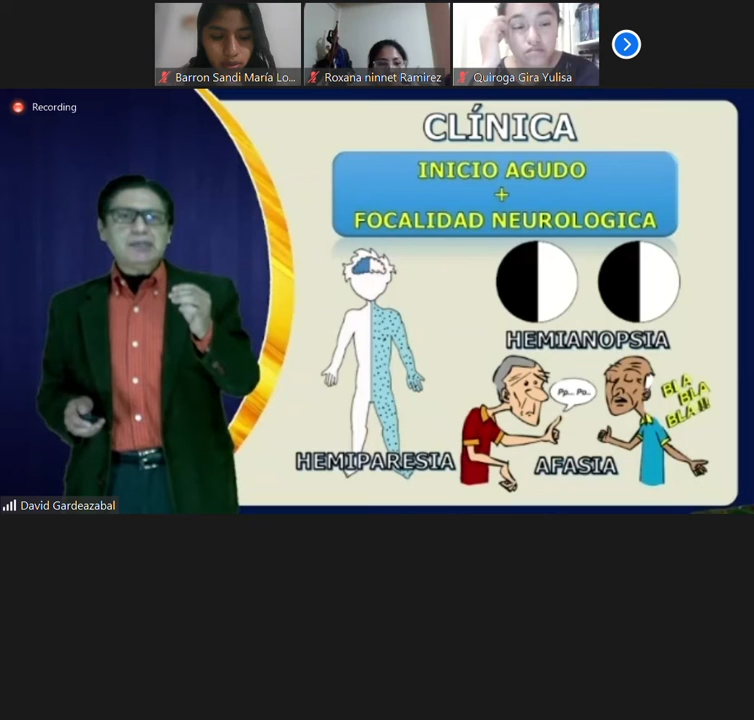 Barron Sandi María Lo...
Roxana ninnet Ramirez
Quiroga Gira Yulisa
Recording
CLÍNICA
INICIO AGUDO
+
FOCALIDAD NEUROLOGICA
HEMIANOPSIA
Pp... Po..
BLA
BLA
BLA!!
HEMIPARESIA
AFASIA
David Gardeazabal